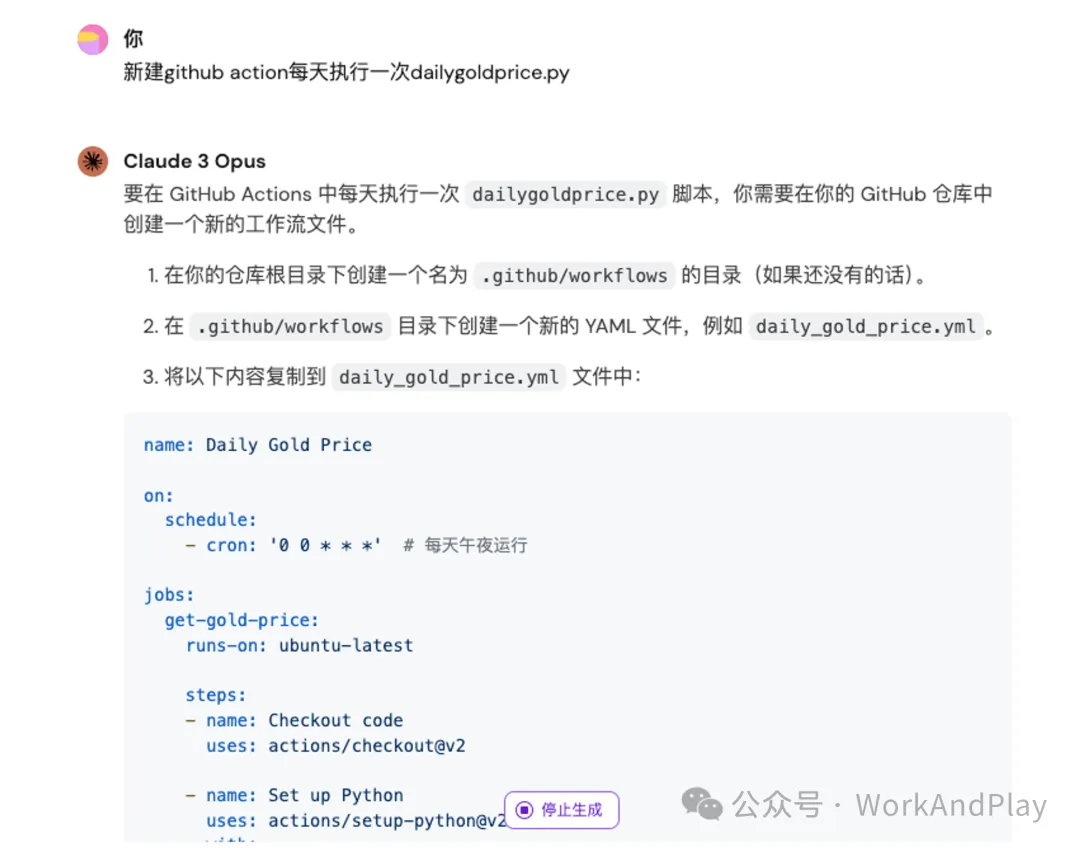 你
新建github action每天执行一次dailygoldprice.py
Claude 3 Opus
要在 GitHub Actions 中每天执行一次 dailygoldprice.py 脚本，你需要在你的 GitHub 仓库中
创建一个新的工作流文件。
1. 在你的仓库根目录下创建一个名为 .github/workflows 的目录（如果还没有的话）。
2. 在 .github/workflows 目录下创建一个新的 YAML 文件，例如 daily_gold_price.yml 。
3. 将以下内容复制到 daily_gold_price.yml 文件中：
name: Daily Gold Price
on:
schedule:
- cron: '0 0 * * *' # 每天午夜运行
jobs:
get-gold-price:
runs-on: ubuntu-latest
steps:
- name: Checkout code
uses: actions/checkout@v2
- name: Set up Python
uses: actions/setup-python@v2
停止生成
公众号 · WorkAndPlay